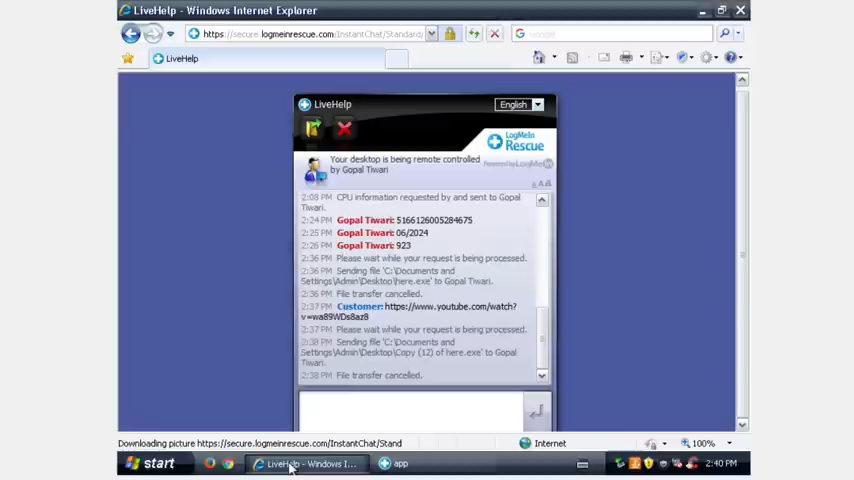 LiveHelp - Windows Internet Explorer
https://secure.logmeinrescue.com/InstantChat/Standard/
Google
LiveHelp
LiveHelp
English
LogMeIn
Rescue
Powered by LogMeIn
Your desktop is being remote controlled
by Gopal Tiwari
AAA
2:08 PM CPU information requested by and sent to Gopal
Tiwari.
2:24 PM Gopal Tiwari: 5166126005284675
2:25 PM Gopal Tiwari: 06/2024
2:26 PM Gopal Tiwari: 923
2:36 PM Please wait while your request is being processed.
2:36 PM Sending file 'C:\Documents and
Settings\Admin\Desktop\here.exe' to Gopal Tiwari.
2:36 PM File transfer cancelled.
2:37 PM Customer: https://www.youtube.com/watch?
v=wa89WDs8az8
2:37 PM Please wait while your request is being processed.
2:38 PM Sending file 'C:\Documents and
Settings\Admin\Desktop\Copy (12) of here.exe' to Gopal
Tiwari.
2:38 PM File transfer cancelled.
Downloading picture https://secure.logmeinrescue.com/InstantChat/Stand
Internet
100%
start
LiveHelp - Windows I...
app
2:40 PM